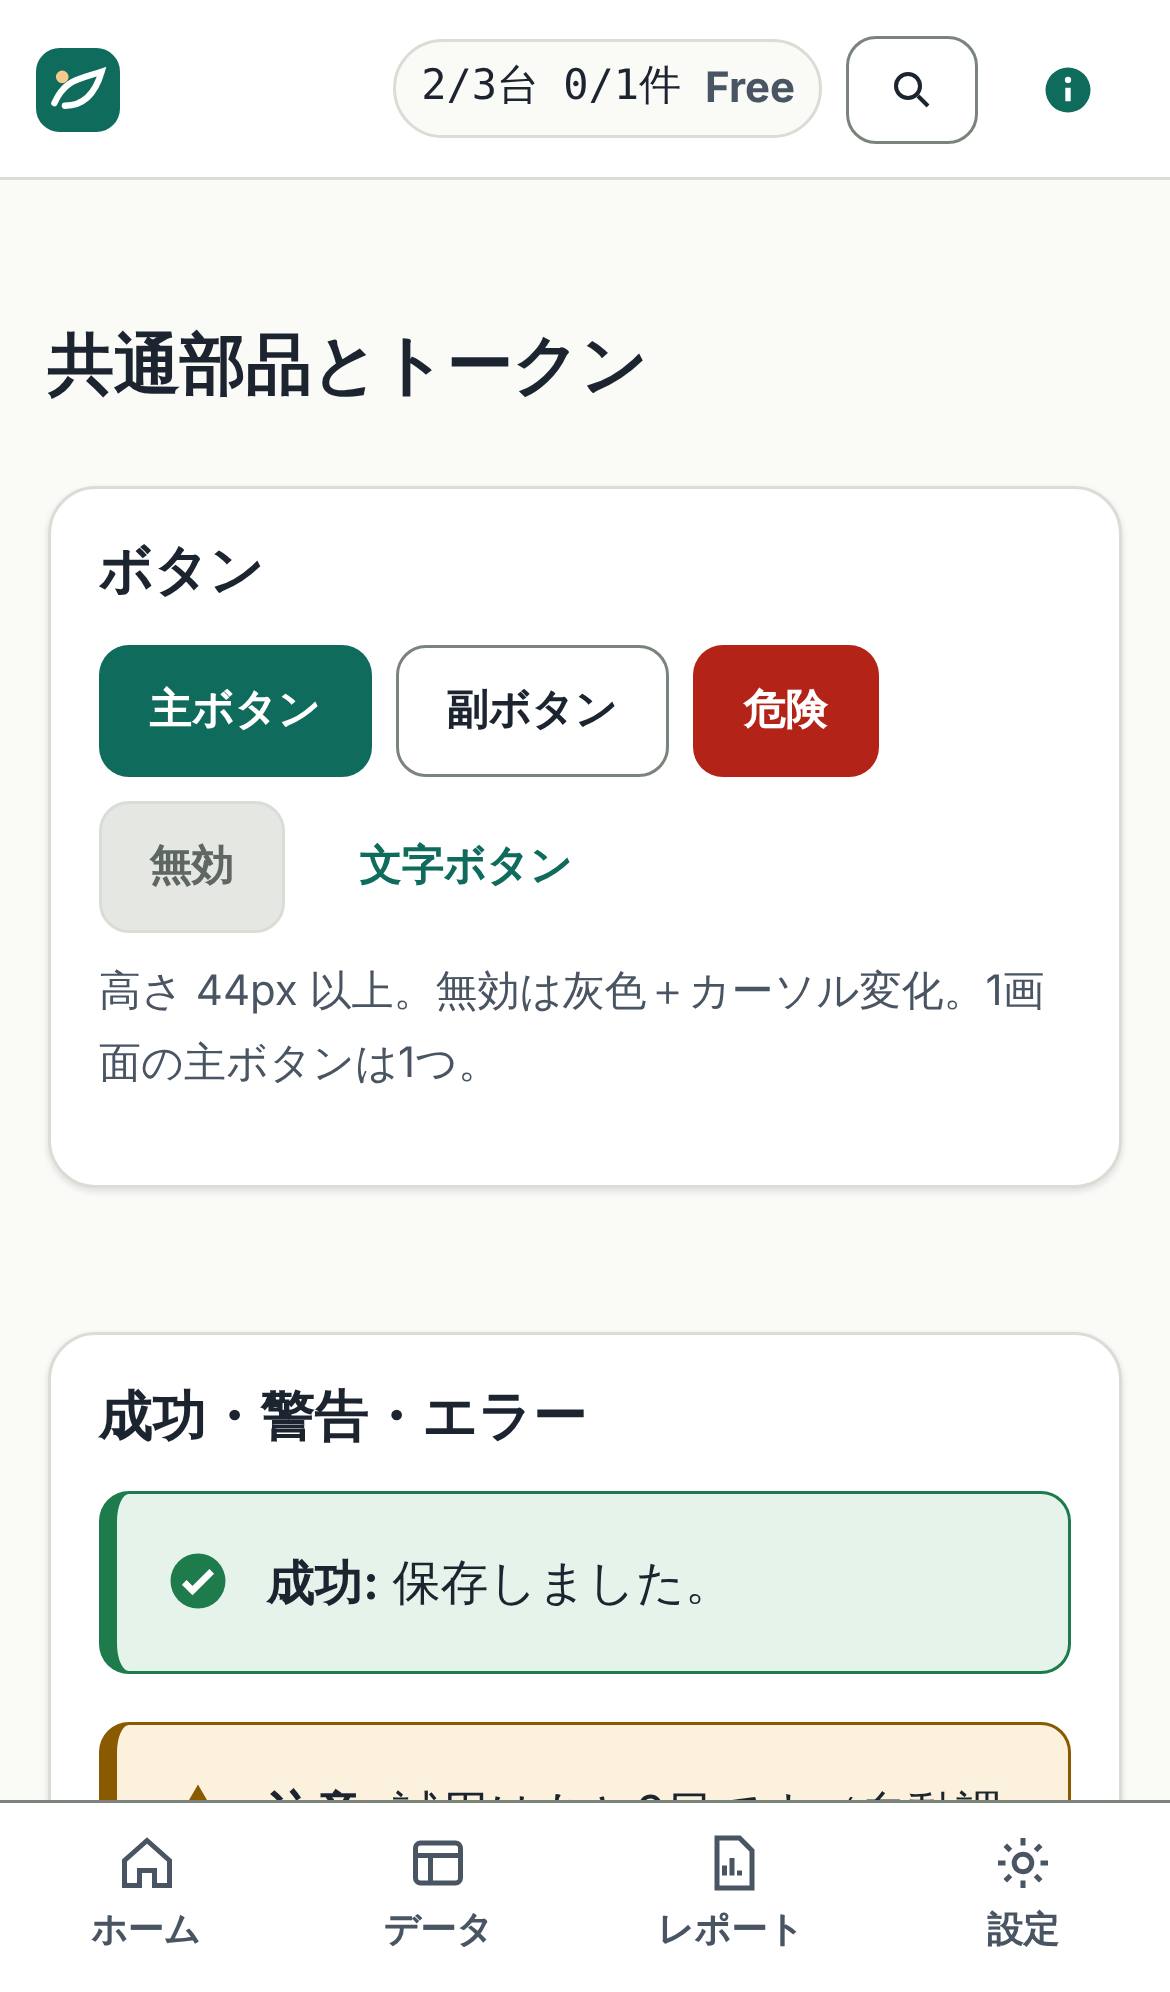 2/3台 0/1件 Free
共通部品とトークン
ボタン
主ボタン 副ボタン 危険
無効 文字ボタン
高さ 44px 以上。無効は灰色＋カーソル変化。1画
面の主ボタンは1つ。
成功・警告・エラー
成功: 保存しました。
ホーム データ レポート 設定